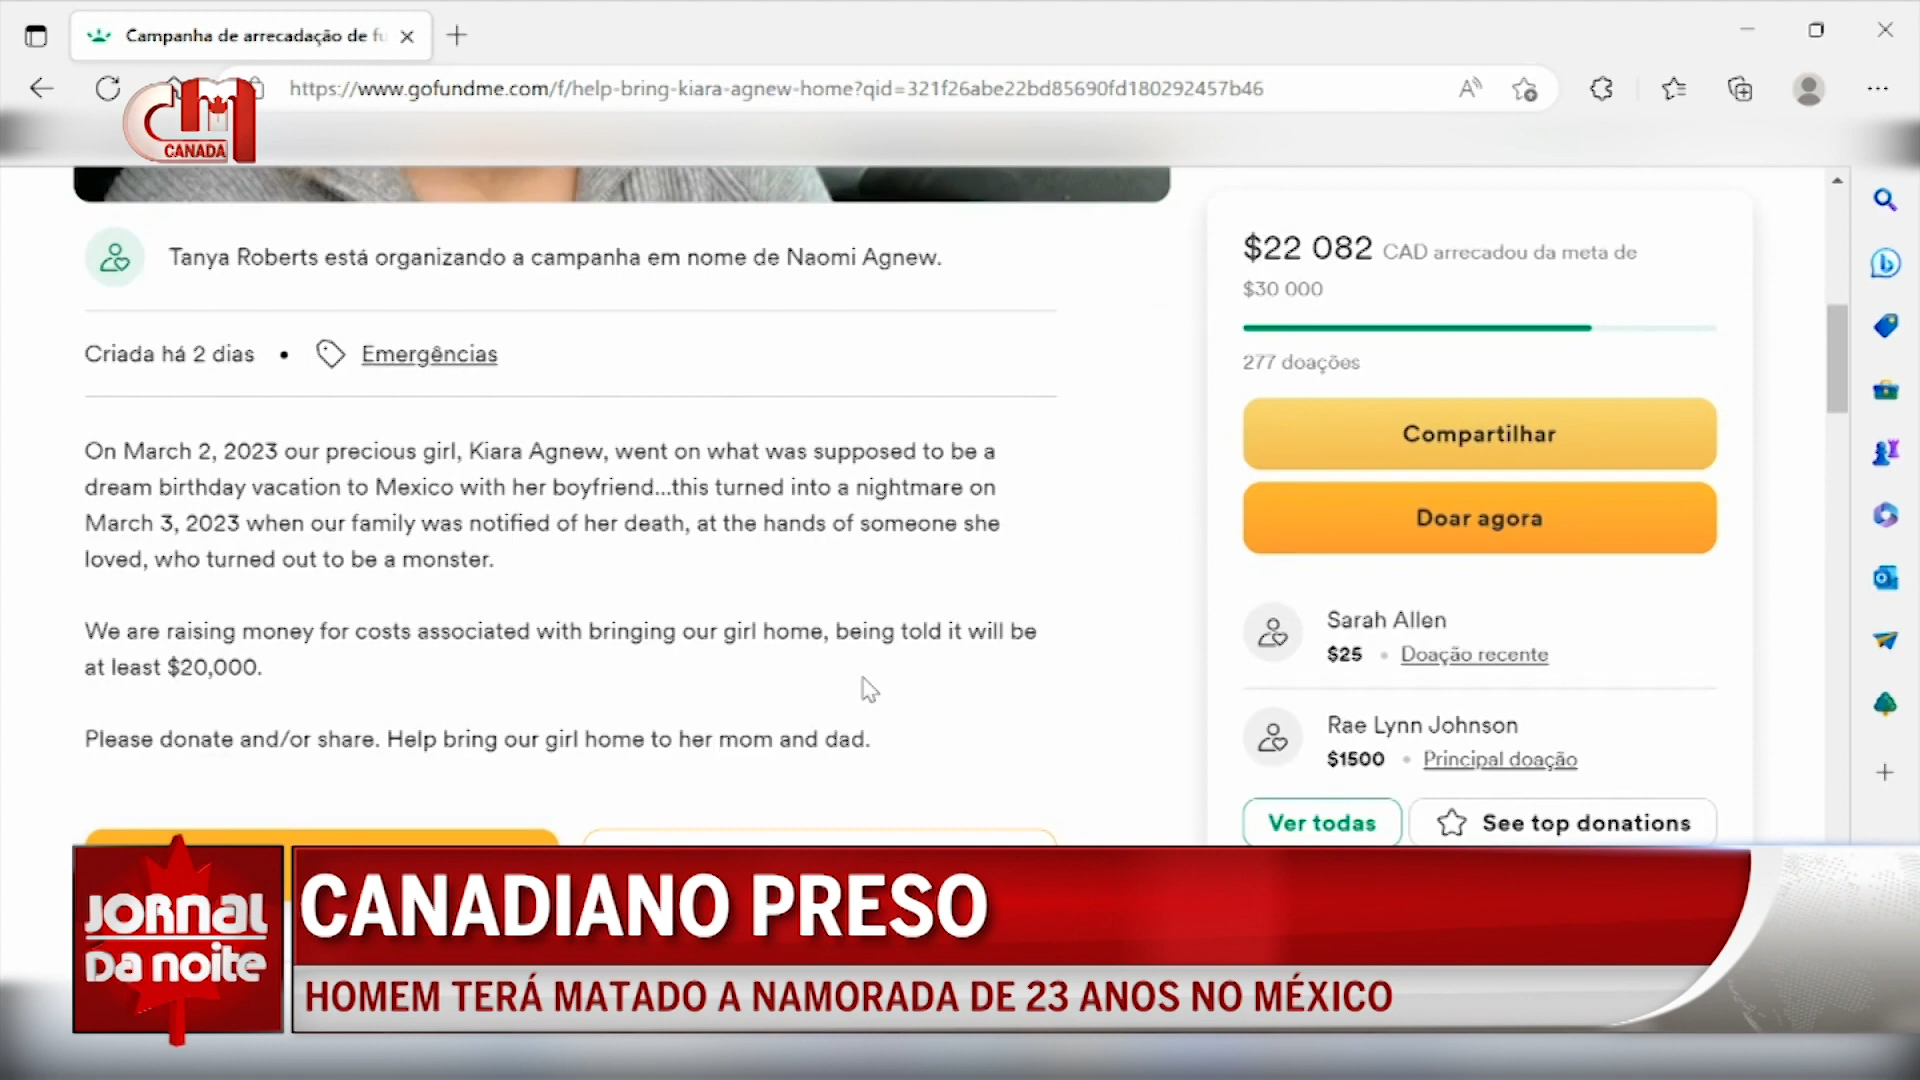 Campanha de arrecadação de fu
https://www.gofundme.com/f/help-bring-kiara-agnew-home?qid=321f26abe22bd85690fd180292457b46
CM
CANADA
Tanya Roberts está organizando a campanha em nome de Naomi Agnew.
Criada há 2 dias • Emergências
On March 2, 2023 our precious girl, Kiara Agnew, went on what was supposed to be a
dream birthday vacation to Mexico with her boyfriend...this turned into a nightmare on
March 3, 2023 when our family was notified of her death, at the hands of someone she
loved, who turned out to be a monster.
We are raising money for costs associated with bringing our girl home, being told it will be
at least $20,000.
Please donate and/or share. Help bring our girl home to her mom and dad.
$22 082 CAD arrecadou da meta de
$30 000
277 doações
Compartilhar
Doar agora
Sarah Allen
$25 • Doação recente
Rae Lynn Johnson
$1500 • Principal doação
Ver todas
See top donations
JORNAL
DA NOITE
CANADIANO PRESO
HOMEM TERÁ MATADO A NAMORADA DE 23 ANOS NO MÉXICO